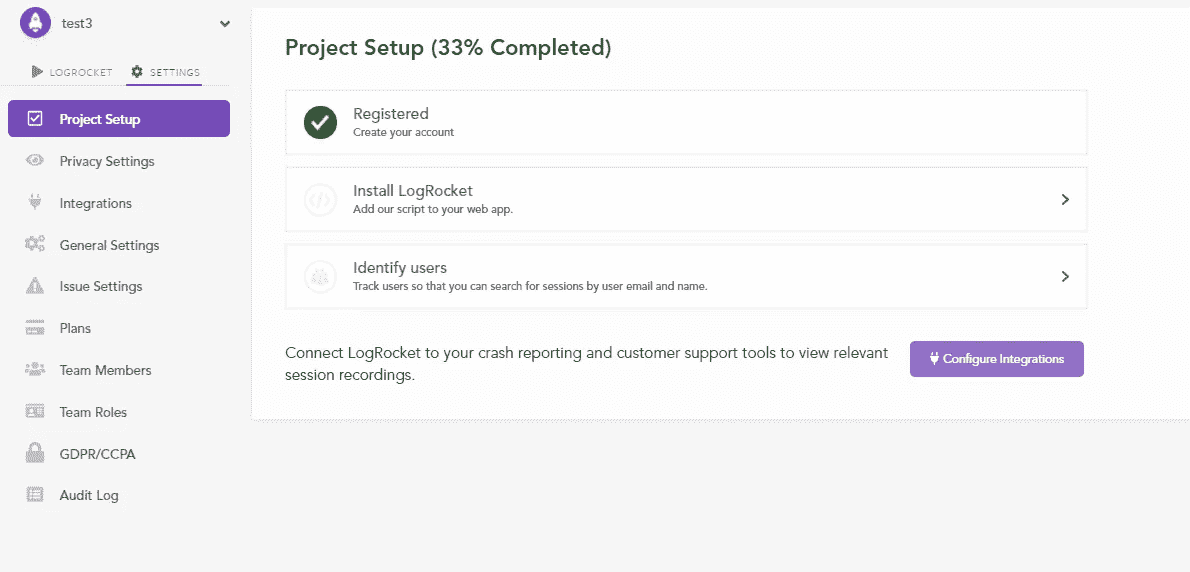 test3
LOGROCKET
SETTINGS
Project Setup
Privacy Settings
Integrations
General Settings
Issue Settings
Plans
Team Members
Team Roles
GDPR/CCPA
Audit Log
Project Setup (33% Completed)
Registered
Create your account
Install LogRocket
Add our script to your web app.
Identify users
Track users so that you can search for sessions by user email and name.
Connect LogRocket to your crash reporting and customer support tools to view relevant
session recordings.
Configure Integrations